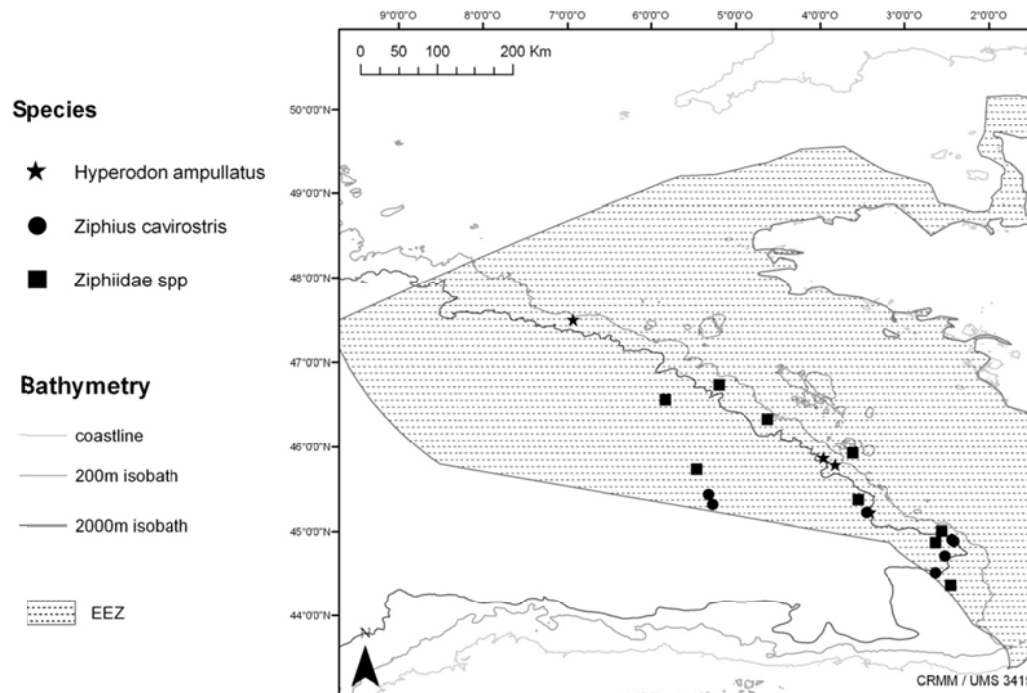 9°0'0"O 8°0'0"O 7°0'0"O 6°0'0"O 5°0'0"O 4°0'0"O 3°0'0"O 2°0'0"O
0 50 100 200 Km
50°0'0"N
49°0'0"N
48°0'0"N
47°0'0"N
46°0'0"N
45°0'0"N
44°0'0"N
Species
Hyperodon ampullatus
Ziphius cavirostris
Ziphiidae spp
Bathymetry
coastline
200m isobath
2000m isobath
EEZ
N
CRMM / UMS 3419